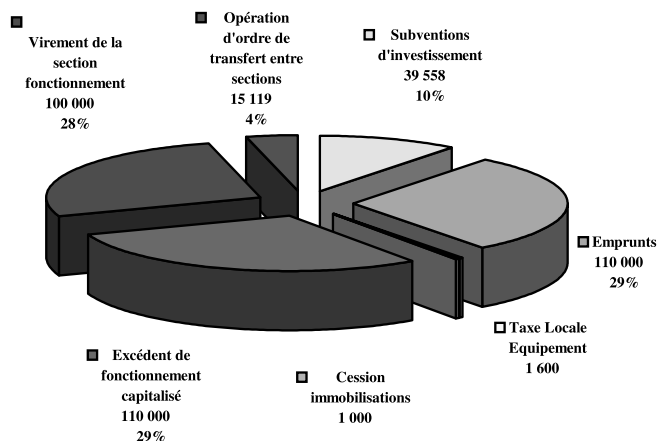 Virement de la
section
fonctionnement
100 000
28%
Opération
d'ordre de
transfert entre
sections
15 119
4%
Subventions
d'investissement
39 558
10%
Emprunts
110 000
29%
Taxe Locale
Equipement
1 600
Cession
immobilisations
1 000
Excédent de
fonctionnement
capitalisé
110 000
29%